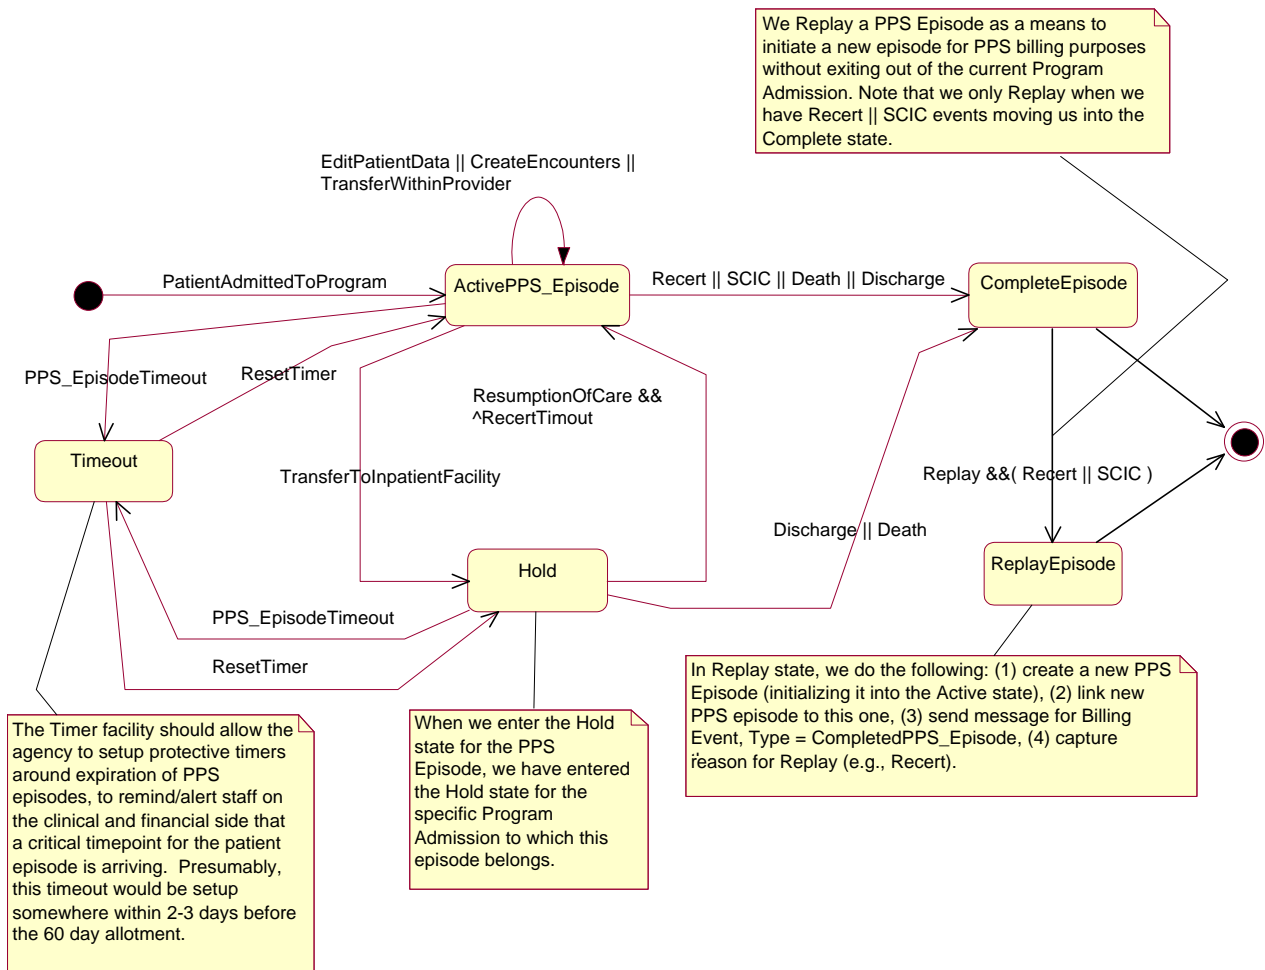 We Replay a PPS Episode as a means to
initiate a new episode for PPS billing purposes
without exiting out of the current Program
Admission. Note that we only Replay when we
have Recert || SCIC events moving us into the
Complete state.
EditPatientData || CreateEncounters ||
TransferWithinProvider
PatientAdmittedToProgram
ActivePPS_Episode
Recert || SCIC || Death || Discharge
CompleteEpisode
PPS_EpisodeTimeout
ResetTimer
ResumptionOfCare &&
^RecertTimout
Timeout
TransferToInpatientFacility
Replay &&( Recert || SCIC )
Discharge || Death
Hold
ReplayEpisode
PPS_EpisodeTimeout
ResetTimer
In Replay state, we do the following: (1) create a new PPS
Episode (initializing it into the Active state), (2) link new
PPS episode to this one, (3) send message for Billing
Event, Type = CompletedPPS_Episode, (4) capture
reason for Replay (e.g., Recert).
When we enter the Hold
state for the PPS
Episode, we have entered
the Hold state for the
specific Program
Admission to which this
episode belongs.
The Timer facility should allow the
agency to setup protective timers
around expiration of PPS
episodes, to remind/alert staff on
the clinical and financial side that
a critical timepoint for the patient
episode is arriving.  Presumably,
this timeout would be setup
somewhere within 2-3 days before
the 60 day allotment.